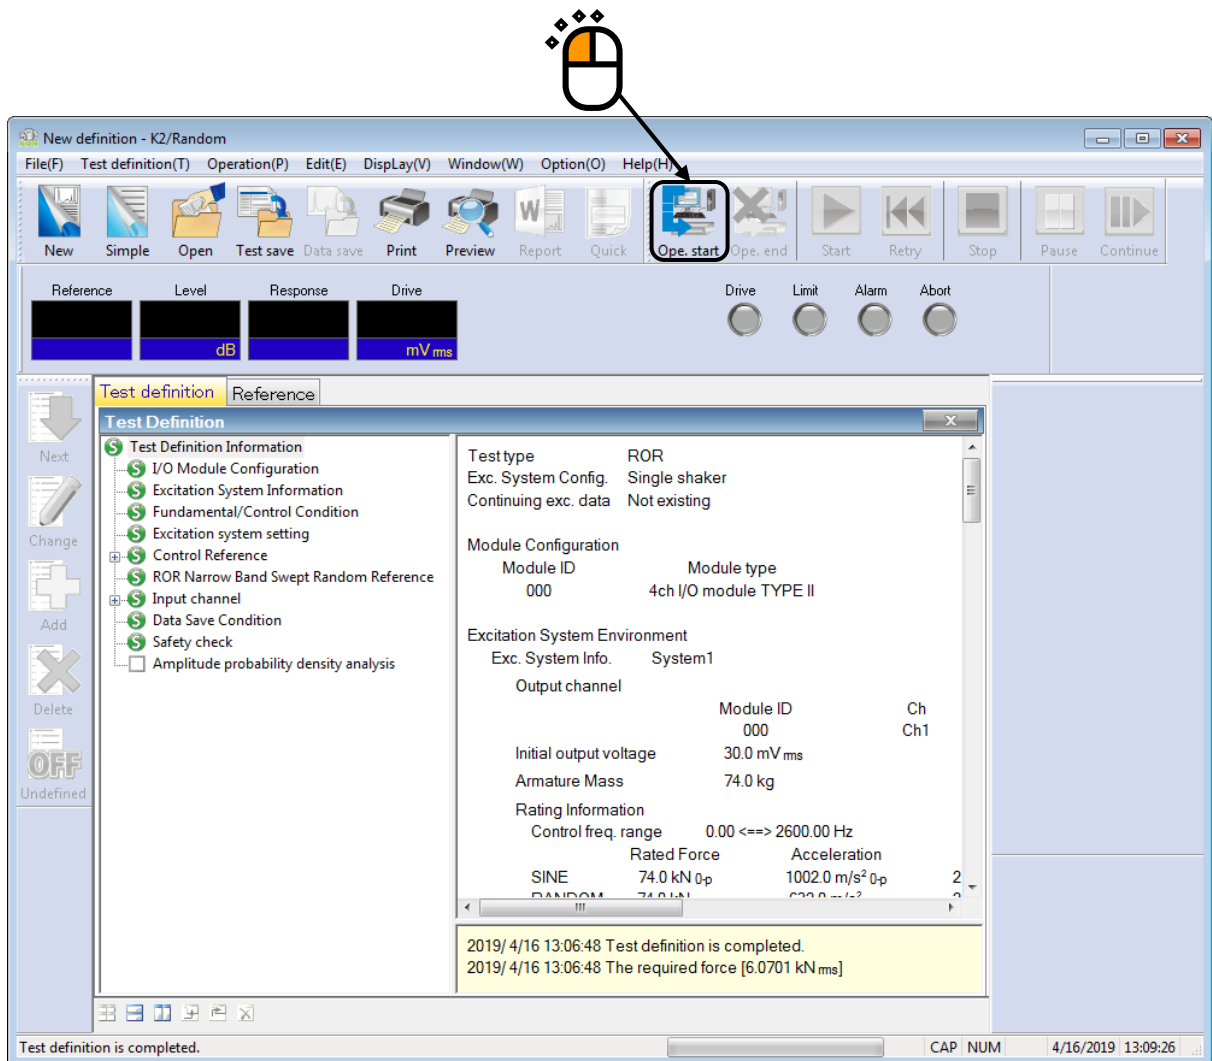 New definition - K2/Random
File(F) Test definition(T) Operation(P) Edit(E) DispLay(V) Window(W) Option(O) Help(H)
New Simple Open Test save Data save Print Preview Report Quick Ope. start Ope. end Start Retry Stop Pause Continue
Reference Level Response Drive Drive Limit Alarm Abort
dB mV rms
Test definition Reference
Test Definition
Next
Change
Add
Delete
OFF
Undefined
Test Definition Information
I/O Module Configuration
Excitation System Information
Fundamental/Control Condition
Excitation system setting
Control Reference
ROR Narrow Band Swept Random Reference
Input channel
Data Save Condition
Safety check
Amplitude probability density analysis
Test type ROR
Exc. System Config. Single shaker
Continuing exc. data Not existing
Module Configuration
Module ID Module type
000 4ch I/O module TYPE II
Excitation System Environment
Exc. System Info. System1
Output channel
Module ID Ch
000 Ch1
Initial output voltage 30.0 mV rms
Armature Mass 74.0 kg
Rating Information
Control freq. range 0.00 <==> 2600.00 Hz
Rated Force Acceleration
SINE 74.0 kN 0-p 1002.0 m/s² 0-p 2
2019/ 4/16 13:06:48 Test definition is completed.
2019/ 4/16 13:06:48 The required force [6.0701 kN rms]
Test definition is completed. CAP NUM 4/16/2019 13:09:26